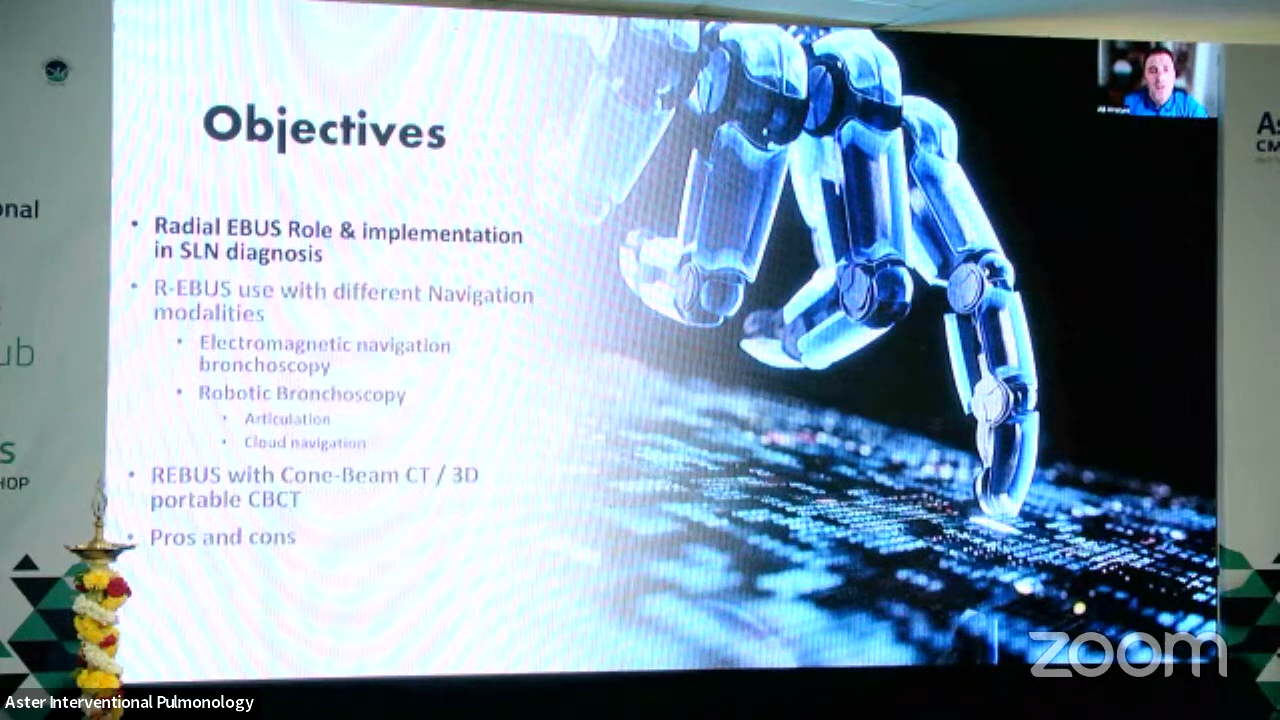 Objectives
• Radial EBUS Role & implementation
in SLN diagnosis
• R-EBUS use with different Navigation
modalities
• Electromagnetic navigation
bronchoscopy
• Robotic Bronchoscopy
• Articulation
• Cloud navigation
• REBUS with Cone-Beam CT / 3D
portable CBCT
• Pros and cons
onal
ub
s
HOP
As
CM
zoom
Aster Interventional Pulmonology